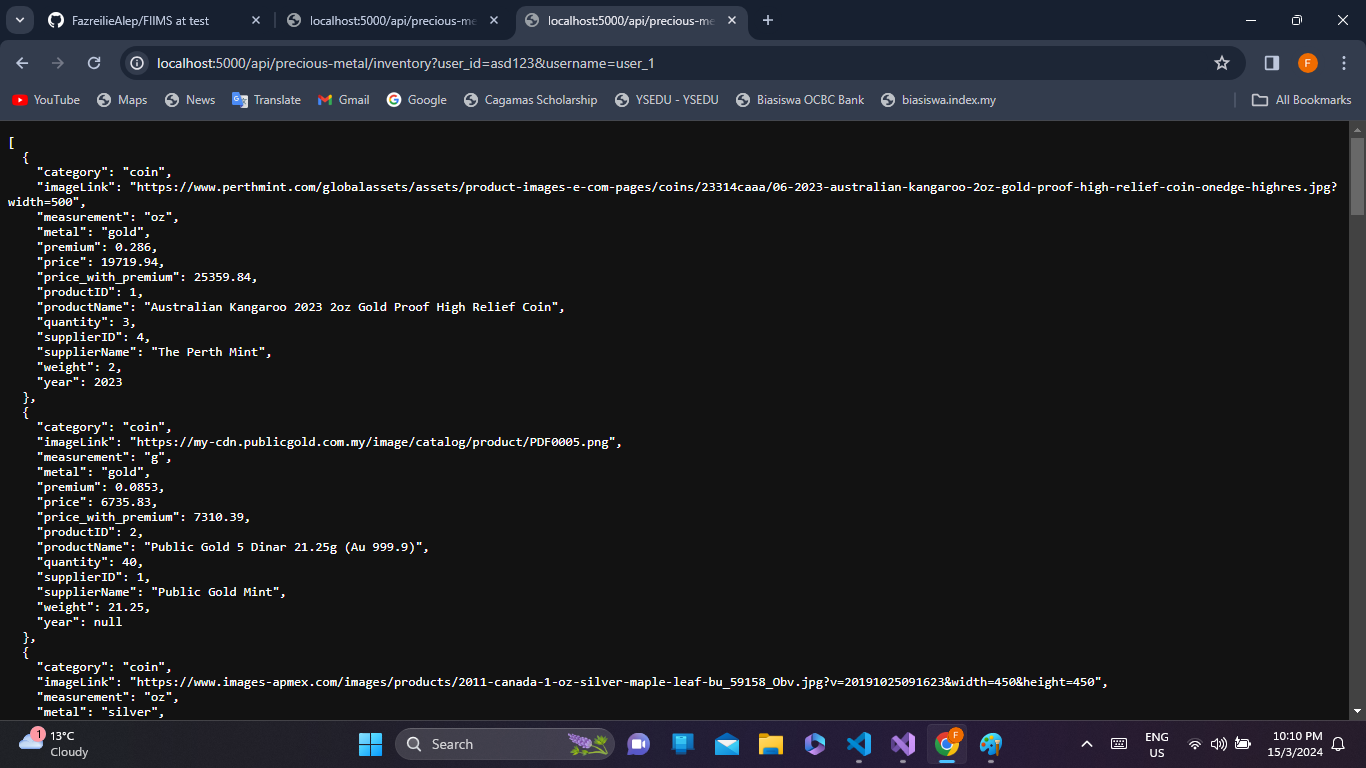 FazreilieAlep/FIIMS at test
localhost:5000/api/precious-me
localhost:5000/api/precious-me
localhost:5000/api/precious-metal/inventory?user_id=asd123&username=user_1
F
YouTube
Maps
News
Translate
Gmail
Google
Cagamas Scholarship
YSEDU - YSEDU
Biasiswa OCBC Bank
biasiswa.index.my
All Bookmarks
[
{
"category": "coin",
"imageLink": "https://www.perthmint.com/globalassets/assets/product-images-e-com-pages/coins/23314caaa/06-2023-australian-kangaroo-2oz-gold-proof-high-relief-coin-onedge-highres.jpg?
width=500",
"measurement": "oz",
"metal": "gold",
"premium": 0.286,
"price": 19719.94,
"price_with_premium": 25359.84,
"productID": 1,
"productName": "Australian Kangaroo 2023 2oz Gold Proof High Relief Coin",
"quantity": 3,
"supplierID": 4,
"supplierName": "The Perth Mint",
"weight": 2,
"year": 2023
},
{
"category": "coin",
"imageLink": "https://my-cdn.publicgold.com.my/image/catalog/product/PDF0005.png",
"measurement": "g",
"metal": "gold",
"premium": 0.0853,
"price": 6735.83,
"price_with_premium": 7310.39,
"productID": 2,
"productName": "Public Gold 5 Dinar 21.25g (Au 999.9)",
"quantity": 40,
"supplierID": 1,
"supplierName": "Public Gold Mint",
"weight": 21.25,
"year": null
},
{
"category": "coin",
"imageLink": "https://www.images-apmex.com/images/products/2011-canada-1-oz-silver-maple-leaf-bu_59158_Obv.jpg?v=20191025091623&width=450&height=450",
"measurement": "oz",
"metal": "silver",
1
13°C
Cloudy
Search
F
ENG
US
10:10 PM
15/3/2024